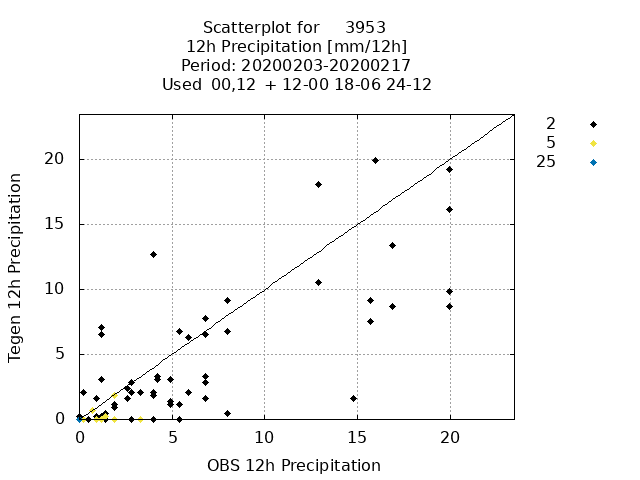 Scatterplot for 3953
12h Precipitation [mm/12h]
Period: 20200203-20200217
Used 00,12 + 12-00 18-06 24-12
2
5
25
Tegen 12h Precipitation
20
15
10
5
0
0 5 10 15 20
OBS 12h Precipitation